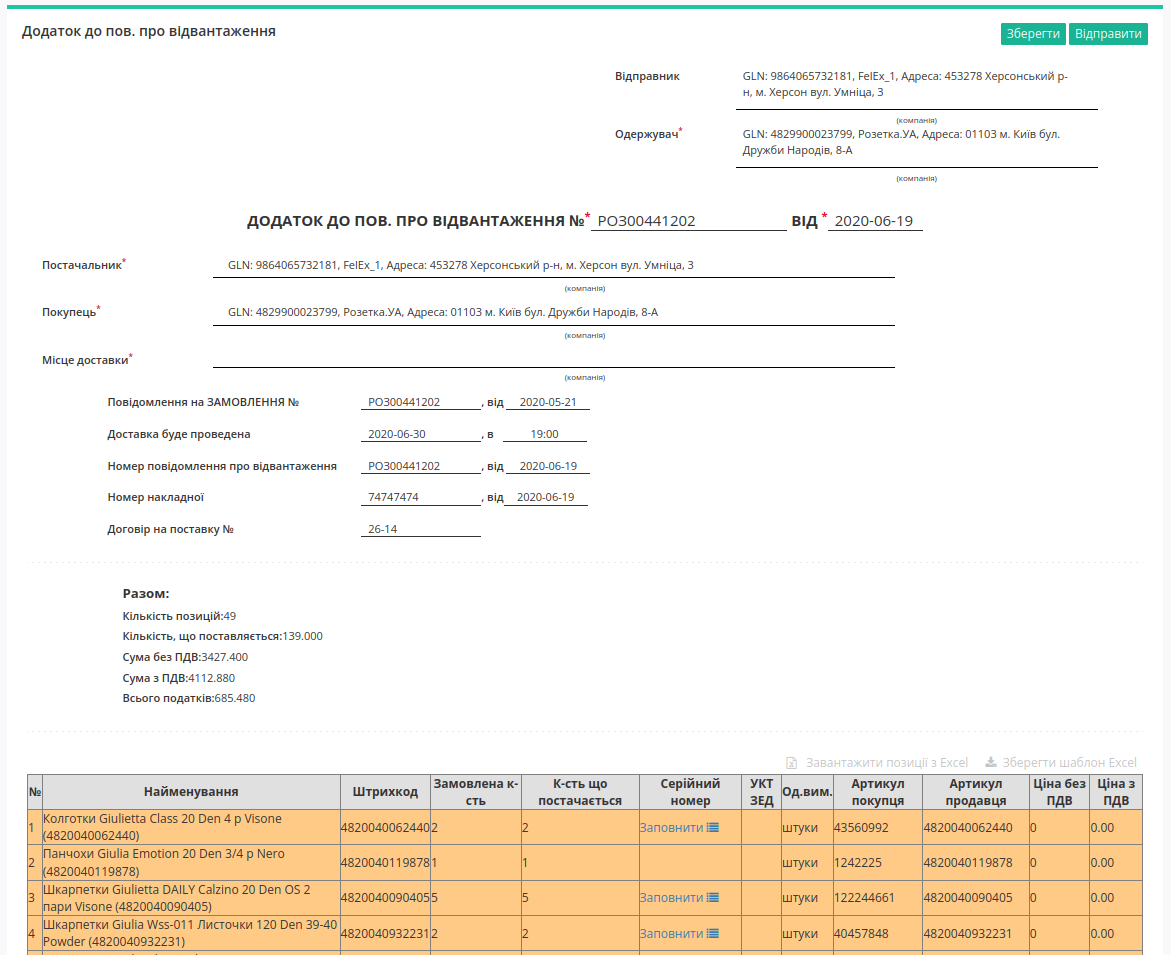 Додаток до пов. про відвантаження
Зберегти Відправити
Відправник GLN: 9864065732181, FelEx_1, Адреса: 453278 Херсонський р-
н, м. Херсон вул. Умніца, 3
(компанія)
Одержувач* GLN: 4829900023799, Розетка.УА, Адреса: 01103 м. Київ бул.
Дружби Народів, 8-А
(компанія)
ДОДАТОК ДО ПОВ. ПРО ВІДВАНТАЖЕННЯ №* РОЗ00441202 ВІД * 2020-06-19
Постачальник* GLN: 9864065732181, FelEx_1, Адреса: 453278 Херсонський р-н, м. Херсон вул. Умніца, 3
(компанія)
Покупець* GLN: 4829900023799, Розетка.УА, Адреса: 01103 м. Київ бул. Дружби Народів, 8-А
(компанія)
Місце доставки*
(компанія)
Повідомлення на ЗАМОВЛЕННЯ № РОЗ00441202 , від 2020-05-21
Доставка буде проведена 2020-06-30 , в 19:00
Номер повідомлення про відвантаження РОЗ00441202 , від 2020-06-19
Номер накладної 74747474 , від 2020-06-19
Договір на поставку № 26-14
Разом:
Кількість позицій:49
Кількість, що поставляється:139.000
Сума без ПДВ:3427.400
Сума з ПДВ:4112.880
Всього податків:685.480
Завантажити позиції з Excel Зберегти шаблон Excel
№ Найменування Штрихкод Замовлена к-сть К-сть що постачається Серійний номер УКТ ЗЕД Од.вим. Артикул покупця Артикул продавця Ціна без ПДВ Ціна з ПДВ
1 Колготки Giulietta Class 20 Den 4 р Visone (4820040062440) 4820040062440 2 2 Заповнити штуки 43560992 4820040062440 0 0.00
2 Панчохи Giulia Emotion 20 Den 3/4 р Nero (4820040119878) 4820040119878 1 1 штуки 1242225 4820040119878 0 0.00
3 Шкарпетки Giulietta DAILY Calzino 20 Den OS 2 пари Visone (4820040090405) 4820040090405 5 5 Заповнити штуки 122244661 4820040090405 0 0.00
4 Шкарпетки Giulia Wss-011 Листочки 120 Den 39-40 Powder (4820040932231) 4820040932231 2 2 Заповнити штуки 40457848 4820040932231 0 0.00